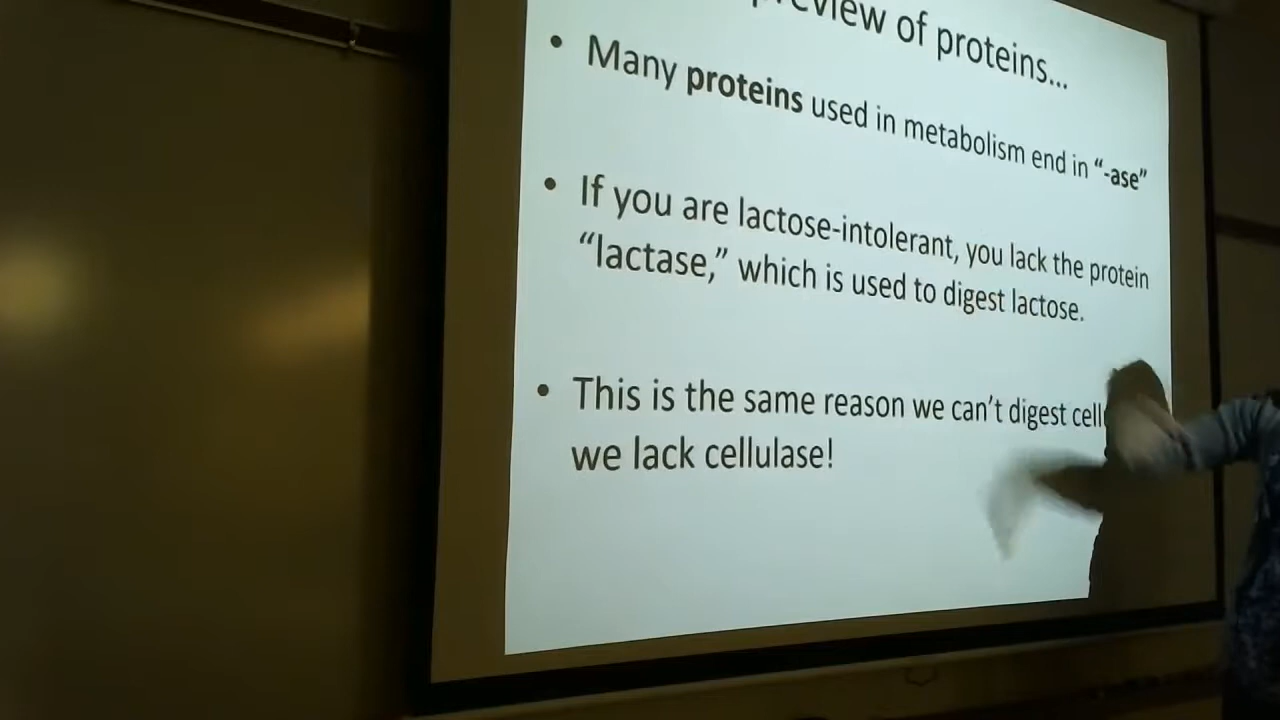 of proteins...
• Many proteins used in metabolism end in “-ase”
• If you are lactose-intolerant, you lack the protein
“lactase,” which is used to digest lactose.
• This is the same reason we can’t digest
we lack cellulase!